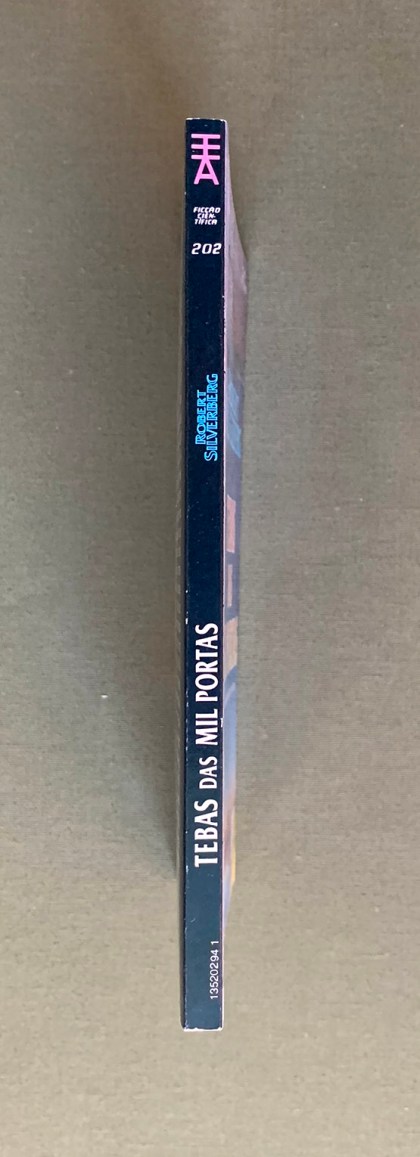 FICÇÃO
CIEN-
TÍFICA
202
ROBERT
SILVERBERG
TEBAS DAS MIL PORTAS
13520294 1